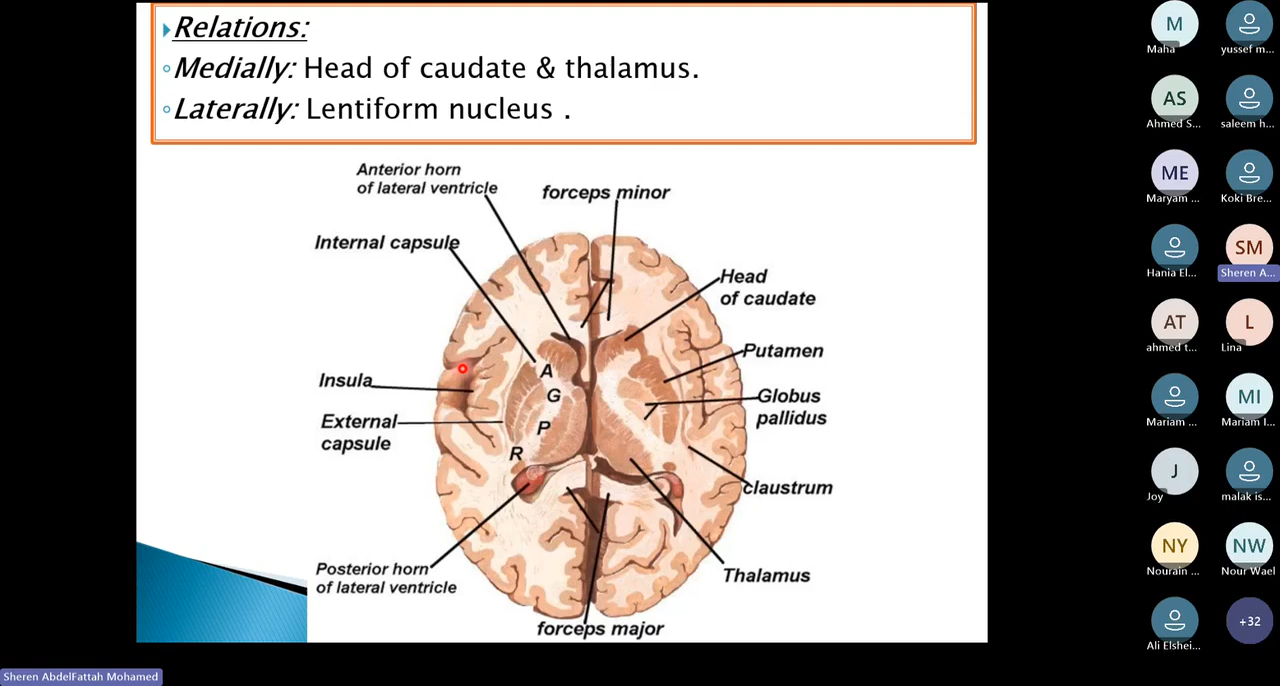 Relations:
Medially: Head of caudate & thalamus.
Laterally: Lentiform nucleus .
Anterior horn
of lateral ventricle
forceps minor
Internal capsule
Head
of caudate
Putamen
Insula
Globus
pallidus
External
capsule
A
G
P
R
claustrum
Posterior horn
of lateral ventricle
Thalamus
forceps major
M
Maha
yussef m...
AS
Ahmed S...
saleem h...
ME
Maryam ...
Koki Bre...
Hania El...
SM
Sheren A...
AT
ahmed t...
L
Lina
Mariam ...
MI
Mariam I...
J
Joy
malak is...
NY
Nourain ...
NW
Nour Wael
Ali Elshei...
+32
Sheren AbdelFattah Mohamed